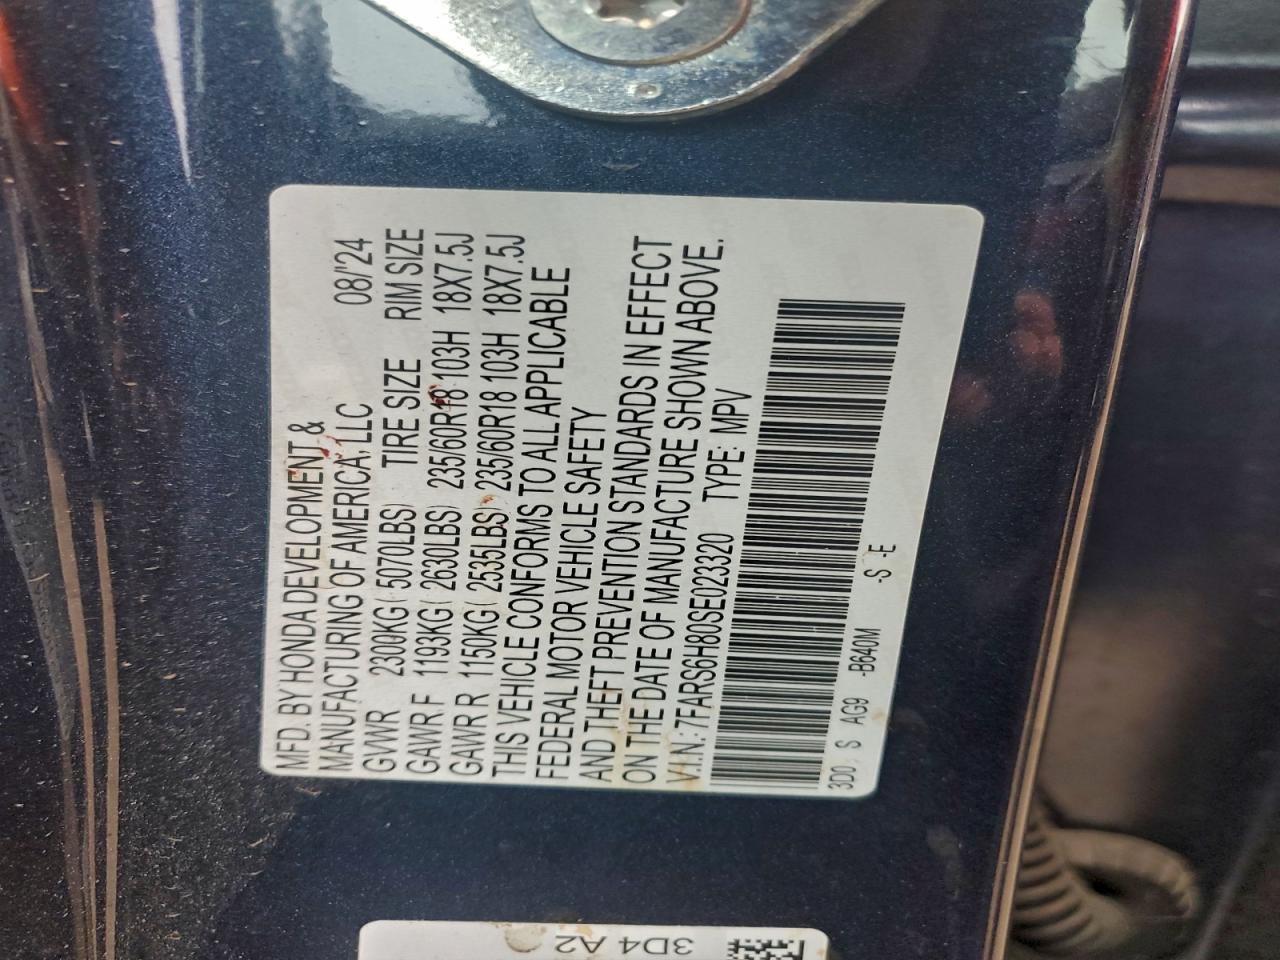 MFD. BY HONDA DEVELOPMENT &
MANUFACTURING OF AMERICA, LLC 08/'24
GVWR 2300KG( 5070LBS) TIRE SIZE RIM SIZE
GAWR F 1193KG( 2630LBS) 235/60R18 103H 18X7.5J
GAWR R 1150KG( 2535LBS) 235/60R18 103H 18X7.5J
THIS VEHICLE CONFORMS TO ALL APPLICABLE
FEDERAL MOTOR VEHICLE SAFETY
AND THEFT PREVENTION STANDARDS IN EFFECT
ON THE DATE OF MANUFACTURE SHOWN ABOVE.
V.I.N.: 7FARS6H80SE023320 TYPE: MPV
3D0 S AG9 -B640M -S -E
3D4 A2